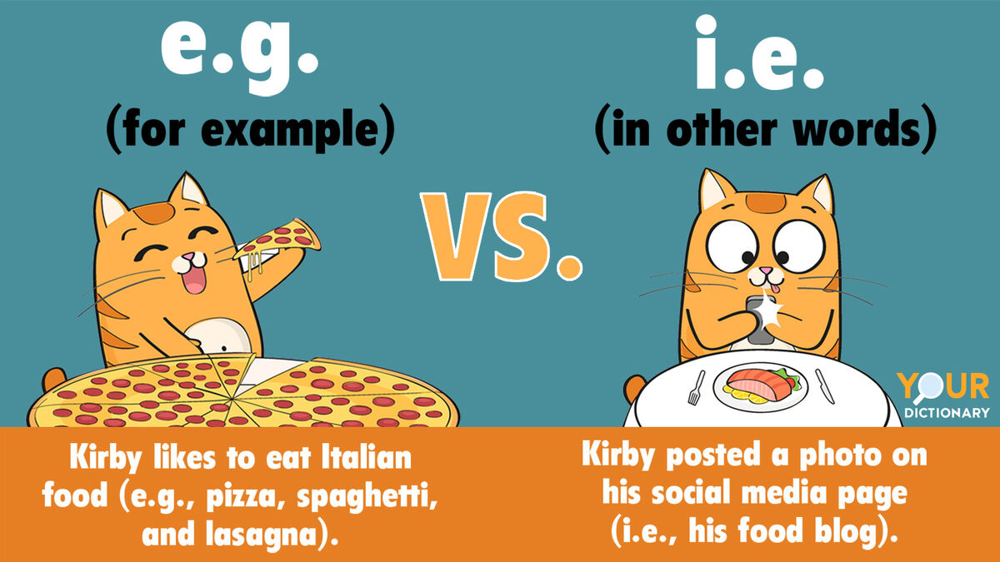 e.g.
(for example)
i.e.
(in other words)
VS.
Kirby likes to eat Italian
food (e.g., pizza, spaghetti,
and lasagna).
Kirby posted a photo on
his social media page
(i.e., his food blog).
YOUR
DICTIONARY